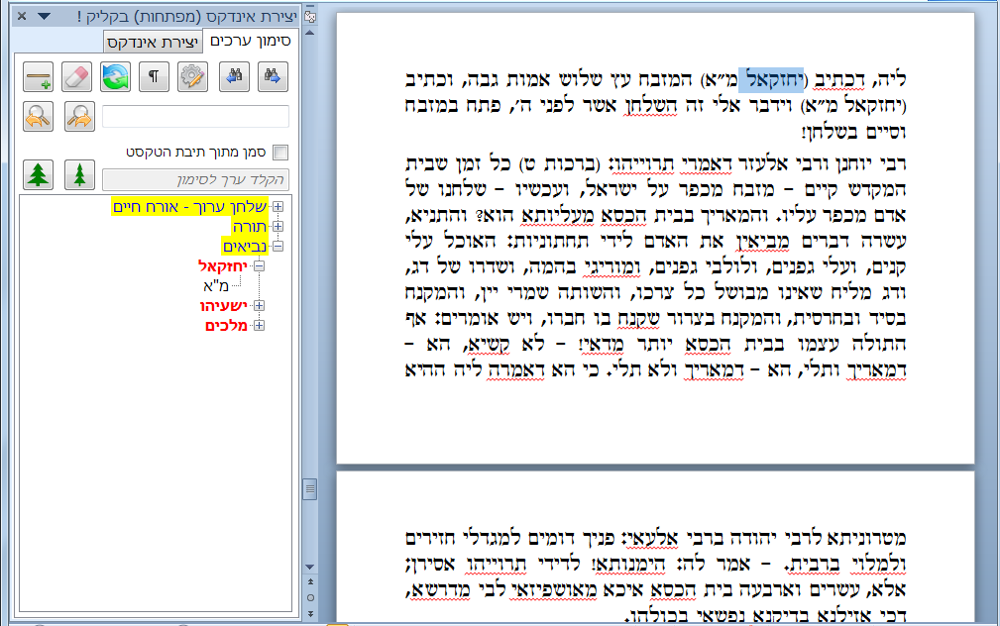 יצירת אינדקס (מפתחות) בקליק !
סימון ערכים
יצירת אינדקס
סמן מתוך תיבת הטקסט
הקלד ערך לסימון
שלחן ערוך - אורח חיים
תורה
נביאים
יחזקאל
מ"א
ישעיהו
מלכים
ליה, דכתיב (יחזקאל מ״א) המזבח עץ שלוש אמות גבה, וכתיב
(יחזקאל מ״א) וידבר אלי זה השלחן אשר לפני ה׳, פתח במזבח
וסיים בשלחן!
רבי יוחנן ורבי אלעזר דאמרי תרוייהו: (ברכות ט) כל זמן שבית
המקדש קיים - מזבח מכפר על ישראל, ועכשיו - שלחנו של
אדם מכפר עליו. והמאריך בבית הכסא מעליותא הוא? והתניא,
עשרה דברים מביאין את האדם לידי תחתוניות: האוכל עלי
קנים, ועלי גפנים, ולולבי גפנים, ומוריגי בהמה, ושדרו של דג,
ודג מליח שאינו מבושל כל צרכו, והשותה שמרי יין, והמקנח
בסיד ובחרסית, והמקנח בצרור שקנח בו חברו, ויש אומרים: אף
התולה עצמו בבית הכסא יותר מדאי! - לא קשיא, הא -
דמאריך ותלי, הא - דמאריך ולא תלי. כי הא דאמרה ליה ההיא
מטרוניתא לרבי יהודה ברבי אלעאי: פניך דומים למגדלי חזירים
ולמלוי ברבית. - אמר לה: הימנותא! לדידי תרוייהו אסירן;
אלא, עשרים וארבעה בית הכסא איכא מאושפיזאי לבי מדרשא,
דכי אזילנא בדיקנא נפשאי בכולהו.